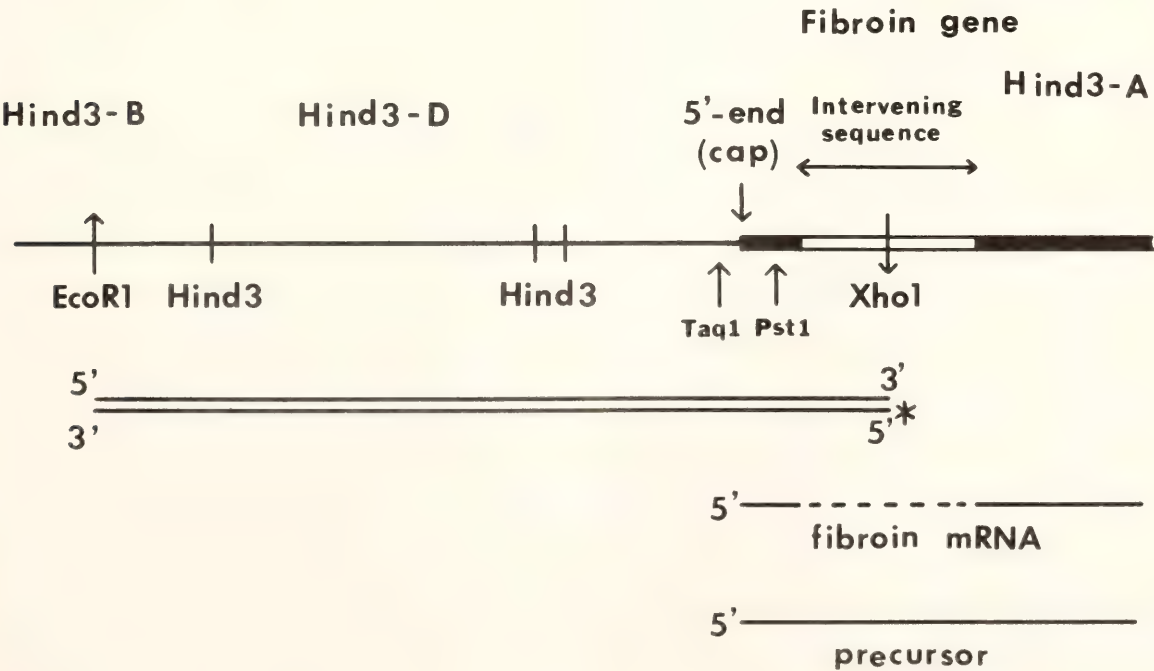 Fibroin gene
Hind3-B
Hind3-D
5'-end
(cap)
Intervening
sequence
Hind3-A
EcoR1
Hind3
Hind3
Taq1
Pst1
Xho1
5'
3'
3'
5'*
5'
fibroin mRNA
5'
precursor